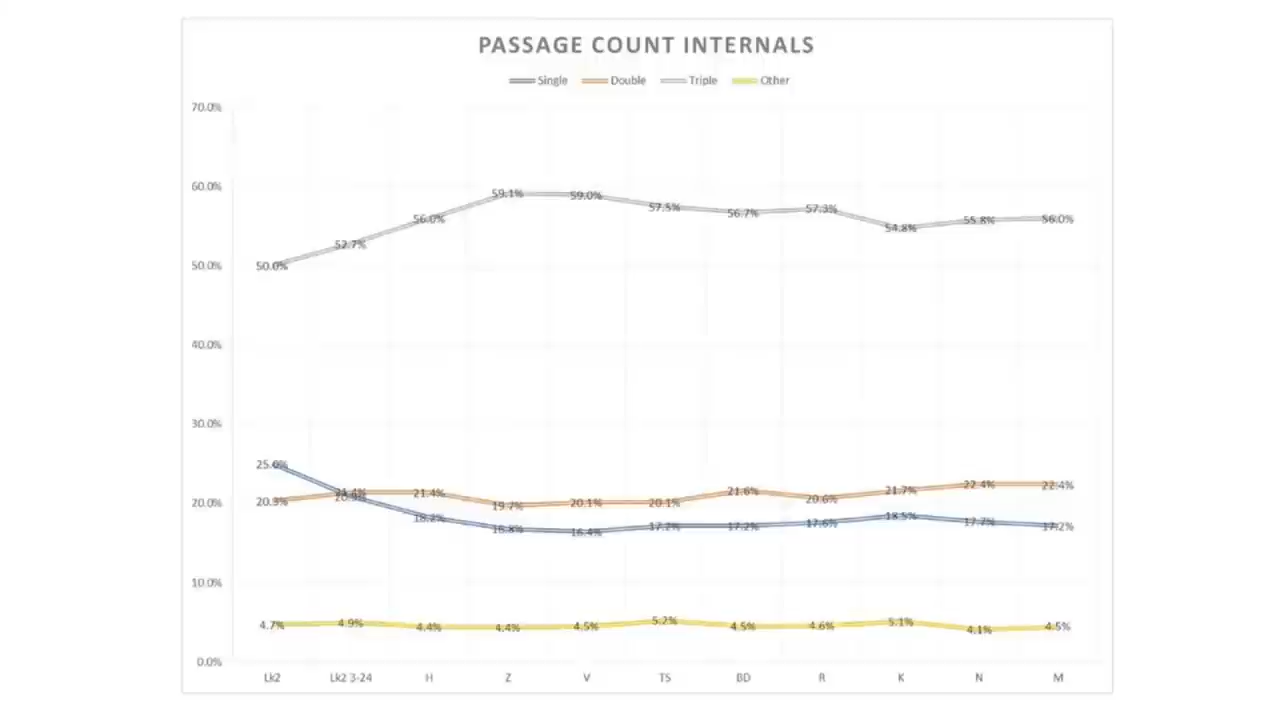 PASSAGE COUNT INTERNALS
Single Double Triple Other
70.0%
60.0%
59.1% 59.0% 57.5% 56.7% 57.3%
56.0% 54.8% 55.8% 56.0%
50.0% 50.0% 52.7%
40.0%
30.0%
25.0%
20.0% 20.3% 21.4% 21.4% 19.7% 20.1% 20.1% 21.6% 20.6% 21.7% 22.4% 22.4%
18.2% 16.8% 16.4% 17.2% 17.2% 17.6% 18.5% 17.7% 17.2%
10.0%
4.7% 4.9% 4.4% 4.4% 4.5% 5.2% 4.5% 4.6% 5.1% 4.1% 4.5%
0.0%
Lk2 Lk2 3-24 H Z V TS BD R K N M